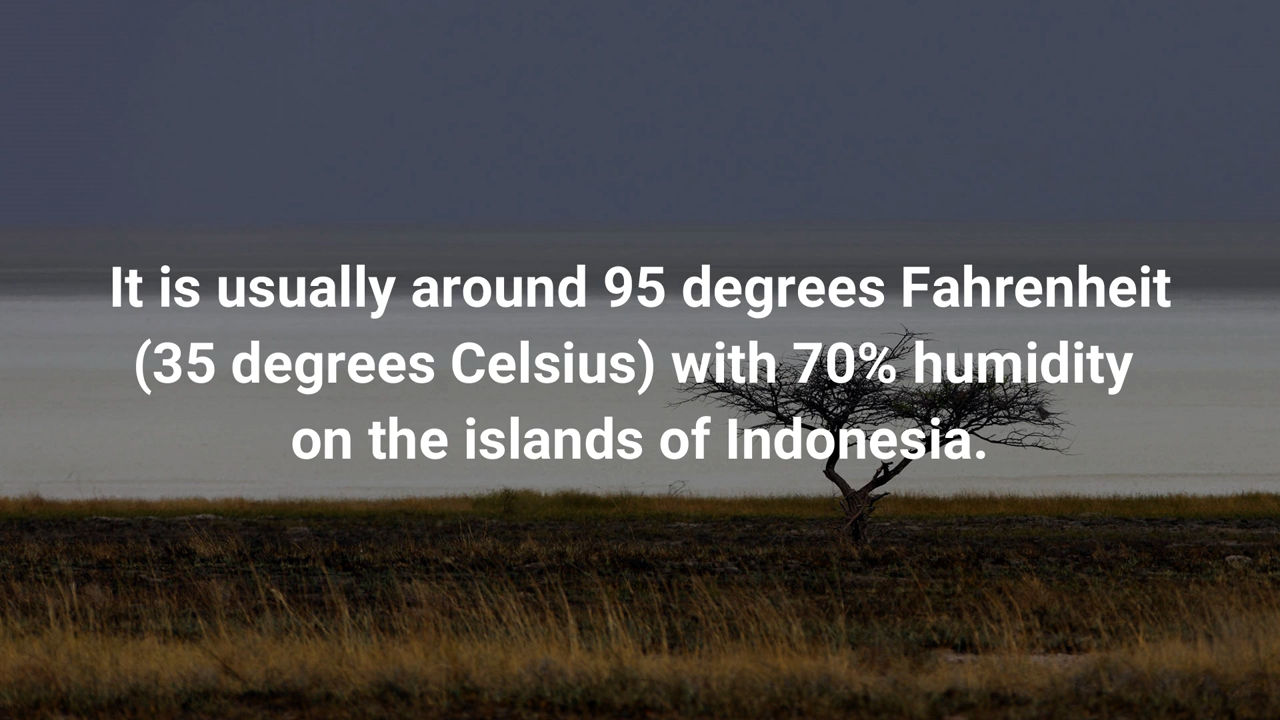 It is usually around 95 degrees Fahrenheit
(35 degrees Celsius) with 70% humidity
on the islands of Indonesia.